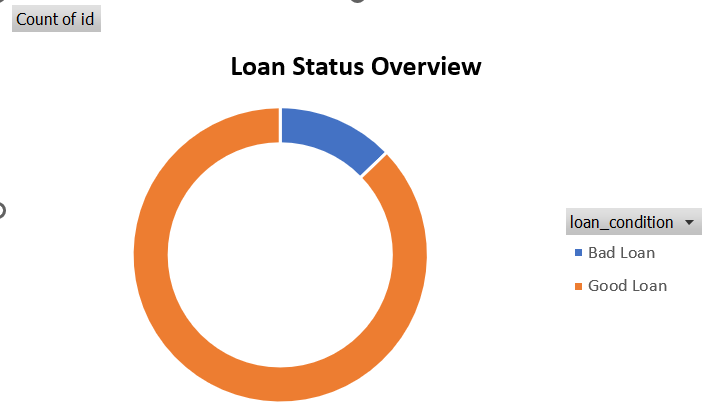 Count of id
Loan Status Overview
loan_condition
Bad Loan
Good Loan